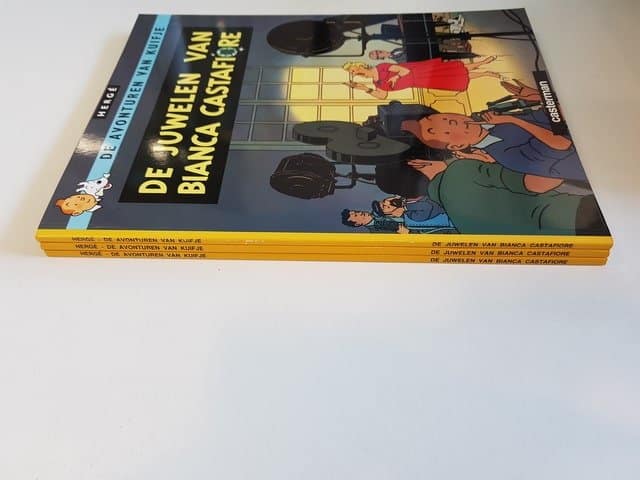 HERGÉ
DE AVONTUREN VAN KUIFJE
DE JUWELEN VAN
BIANCA CASTAFIORE
casterman
HERGÉ - DE AVONTUREN VAN KUIFJE DE JUWELEN VAN BIANCA CASTAFIORE
HERGÉ - DE AVONTUREN VAN KUIFJE DE JUWELEN VAN BIANCA CASTAFIORE
HERGÉ - DE AVONTUREN VAN KUIFJE DE JUWELEN VAN BIANCA CASTAFIORE